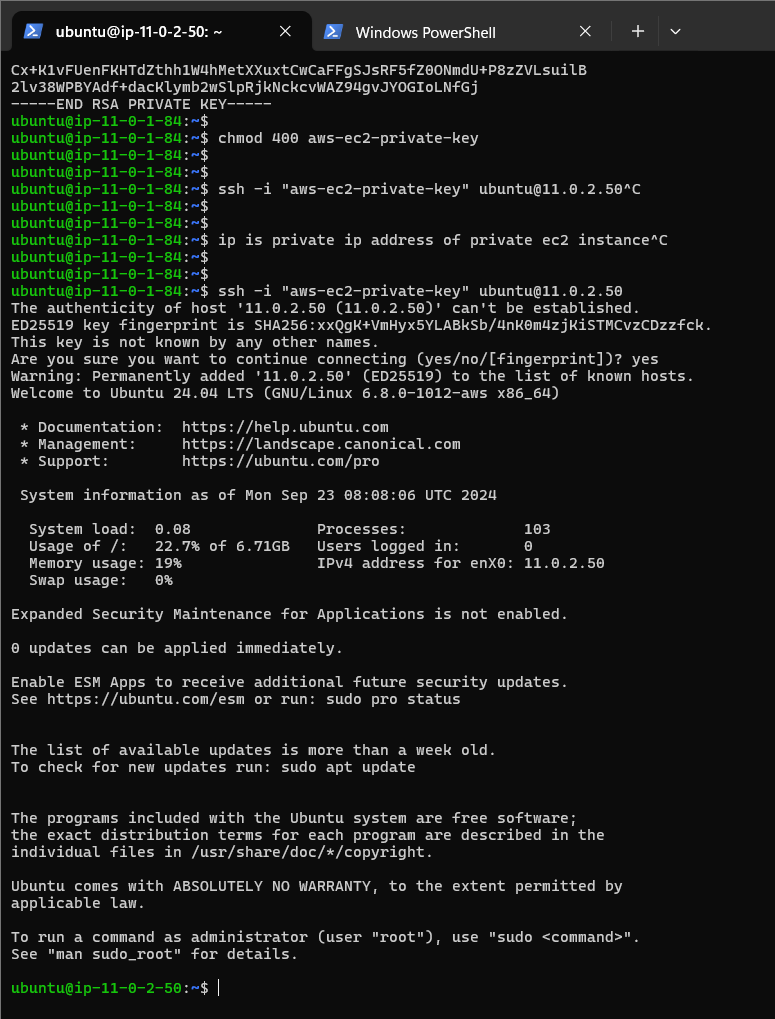 ubuntu@ip-11-0-2-50: ~
Windows PowerShell
Cx+K1vFUenFKHTdZthh1W4hMetXXuxtCwCaFFgSJsRF5fZ0ONmdU+P8zZVLsuilB
2lv38WPBYAdf+dacKlymb2wSlpRjkNckcvWAZ94gvJYOGIoLNfGj
-----END RSA PRIVATE KEY-----
ubuntu@ip-11-0-1-84:~$
ubuntu@ip-11-0-1-84:~$ chmod 400 aws-ec2-private-key
ubuntu@ip-11-0-1-84:~$
ubuntu@ip-11-0-1-84:~$
ubuntu@ip-11-0-1-84:~$ ssh -i "aws-ec2-private-key" ubuntu@11.0.2.50^C
ubuntu@ip-11-0-1-84:~$
ubuntu@ip-11-0-1-84:~$
ubuntu@ip-11-0-1-84:~$ ip is private ip address of private ec2 instance^C
ubuntu@ip-11-0-1-84:~$
ubuntu@ip-11-0-1-84:~$
ubuntu@ip-11-0-1-84:~$ ssh -i "aws-ec2-private-key" ubuntu@11.0.2.50
The authenticity of host '11.0.2.50 (11.0.2.50)' can't be established.
ED25519 key fingerprint is SHA256:xxQgK+VmHyx5YLABkSb/4nK0m4zjKiSTMCvzCDzzfck.
This key is not known by any other names.
Are you sure you want to continue connecting (yes/no/[fingerprint])? yes
Warning: Permanently added '11.0.2.50' (ED25519) to the list of known hosts.
Welcome to Ubuntu 24.04 LTS (GNU/Linux 6.8.0-1012-aws x86_64)
* Documentation:  https://help.ubuntu.com
* Management:     https://landscape.canonical.com
* Support:        https://ubuntu.com/pro
System information as of Mon Sep 23 08:08:06 UTC 2024
System load:  0.08              Processes:             103
Usage of /:   22.7% of 6.71GB   Users logged in:       0
Memory usage: 19%               IPv4 address for enX0: 11.0.2.50
Swap usage:   0%
Expanded Security Maintenance for Applications is not enabled.
0 updates can be applied immediately.
Enable ESM Apps to receive additional future security updates.
See https://ubuntu.com/esm or run: sudo pro status
The list of available updates is more than a week old.
To check for new updates run: sudo apt update
The programs included with the Ubuntu system are free software;
the exact distribution terms for each program are described in the
individual files in /usr/share/doc/*/copyright.
Ubuntu comes with ABSOLUTELY NO WARRANTY, to the extent permitted by
applicable law.
To run a command as administrator (user "root"), use "sudo <command>".
See "man sudo_root" for details.
ubuntu@ip-11-0-2-50:~$